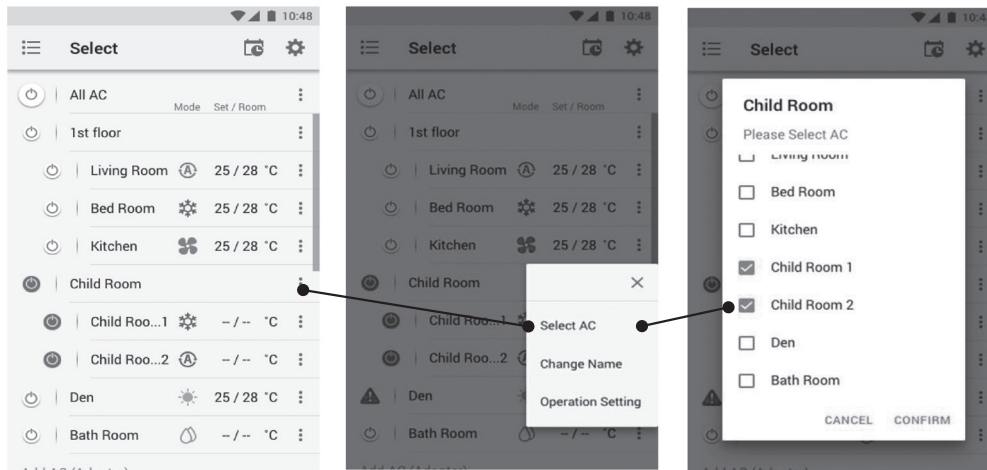 10:48
Select
All AC
Mode Set / Room
1st floor
Living Room 25 / 28 °C
Bed Room 25 / 28 °C
Kitchen 25 / 28 °C
Child Room
Child Roo...1 -- / -- °C
Child Roo...2 -- / -- °C
Den 25 / 28 °C
Bath Room -- / -- °C
10:48
Select
All AC
Mode Set / Room
1st floor
Living Room 25 / 28 °C
Bed Room 25 / 28 °C
Kitchen 25 / 28 °C
Child Room
Child Roo...1
Select AC
Child Roo...2
Change Name
Den
Operation Setting
Bath Room -- / -- °C
10:4
Select
Child Room
Please Select AC
Living Room
Bed Room
Kitchen
Child Room 1
Child Room 2
Den
Bath Room
CANCEL CONFIRM